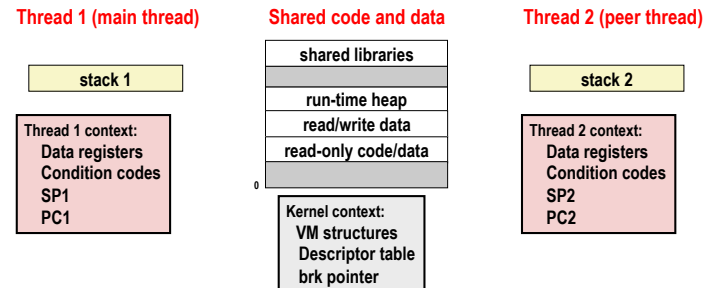 Thread 1 (main thread)
Shared code and data
Thread 2 (peer thread)
stack 1
Thread 1 context:
Data registers
Condition codes
SP1
PC1
shared libraries
run-time heap
read/write data
read-only code/data
0
Kernel context:
VM structures
Descriptor table
brk pointer
stack 2
Thread 2 context:
Data registers
Condition codes
SP2
PC2